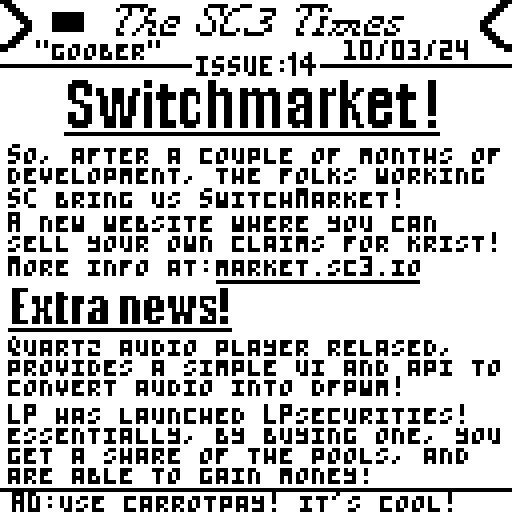 The SC3 Times
"GOOBER"
10/03/24
ISSUE:14
Switchmarket!
So, AFTER A COUPLE OF MONTHS OF
DEVELOPMENT, THE FOLKS WORKING
SC BRING US SWITCHMARKET!
A NEW WEBSITE WHERE YOU CAN
SELL YOUR OWN CLAIMS FOR KRIST!
MORE INFO AT:MARKET.SC3.IO
Extra news!
QUARTZ AUDIO PLAYER RELASED,
PROVIDES A SIMPLE UI AND API TO
CONVERT AUDIO INTO DFPWM!
LP HAS LAUNCHED LPSECURITIES!
ESSENTIALLY, BY BUYING ONE, YOU
GET A SHARE OF THE POOLS, AND
ARE ABLE TO GAIN MONEY!
AD:USE CARROTPAY! IT'S COOL!